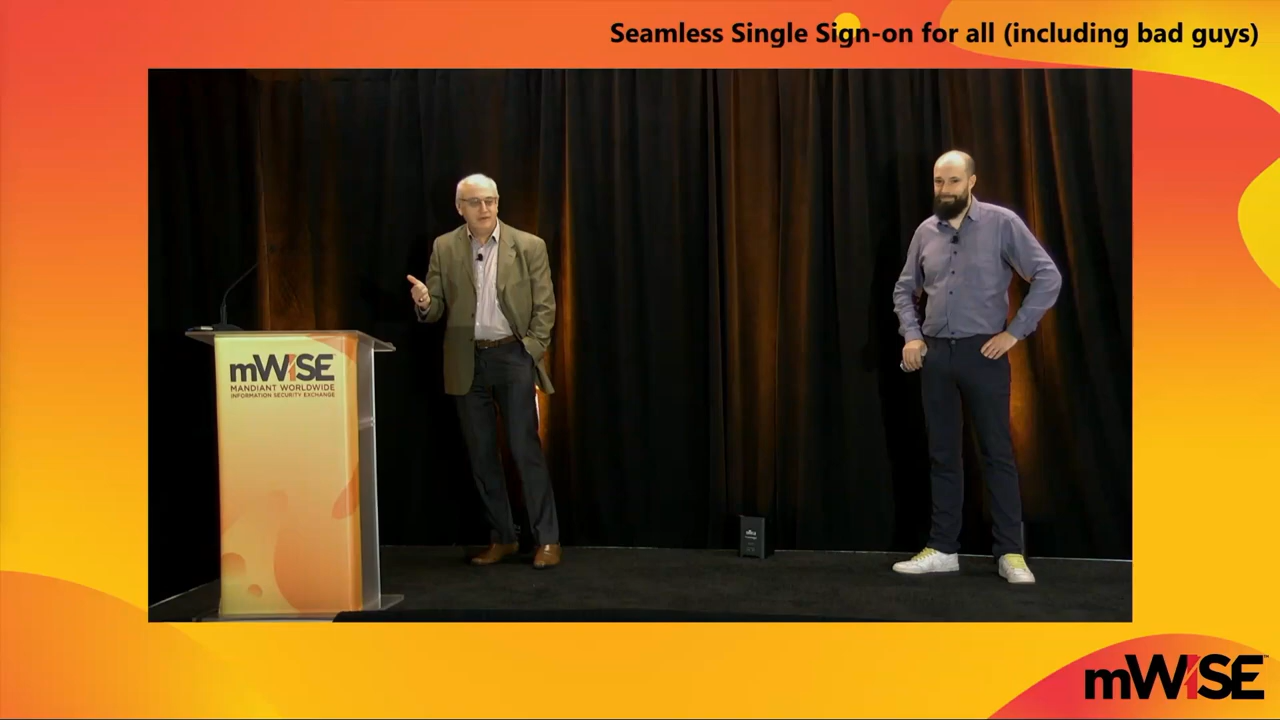 Seamless Single Sign-on for all (including bad guys)
mWISE
MANDIANT WORLDWIDE
INFORMATION SECURITY EXCHANGE
mWISE